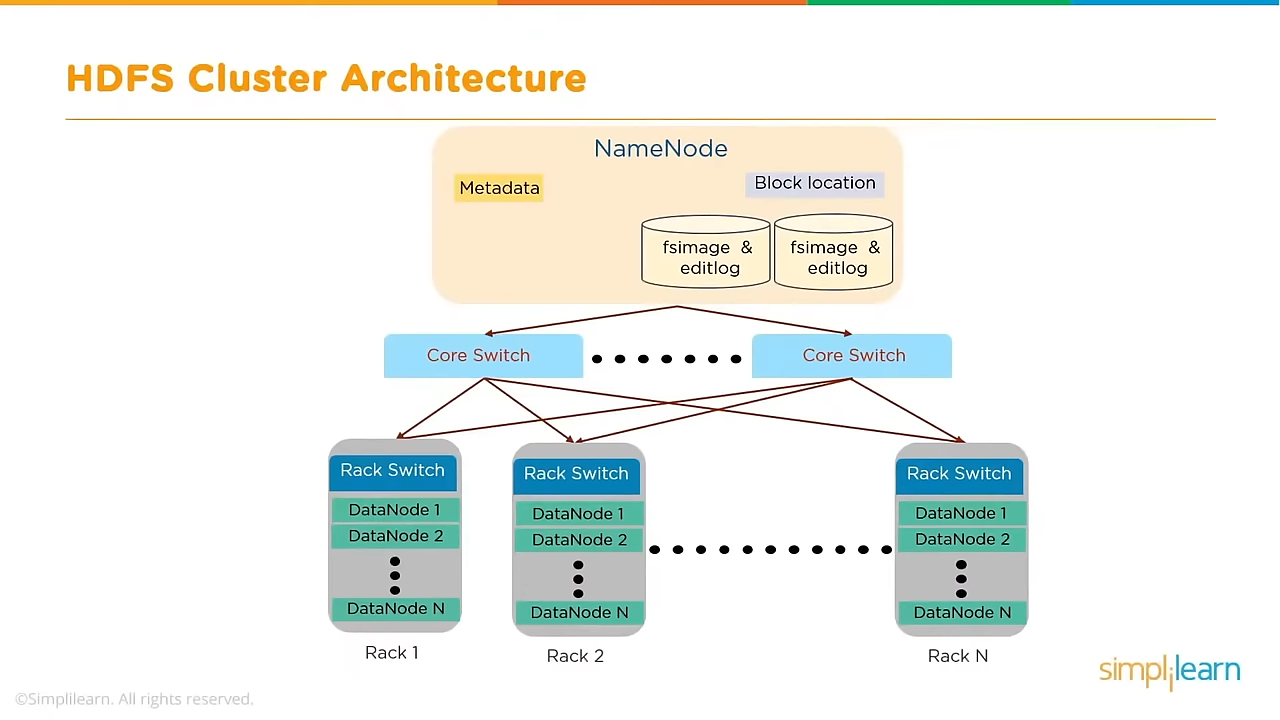 HDFS Cluster Architecture
NameNode
Metadata
Block location
fsimage &
editlog
fsimage &
editlog
Core Switch
Core Switch
Rack Switch
DataNode 1
DataNode 2
DataNode N
Rack 1
Rack Switch
DataNode 1
DataNode 2
DataNode N
Rack 2
Rack Switch
DataNode 1
DataNode 2
DataNode N
Rack N
simplilearn
©Simplilearn. All rights reserved.